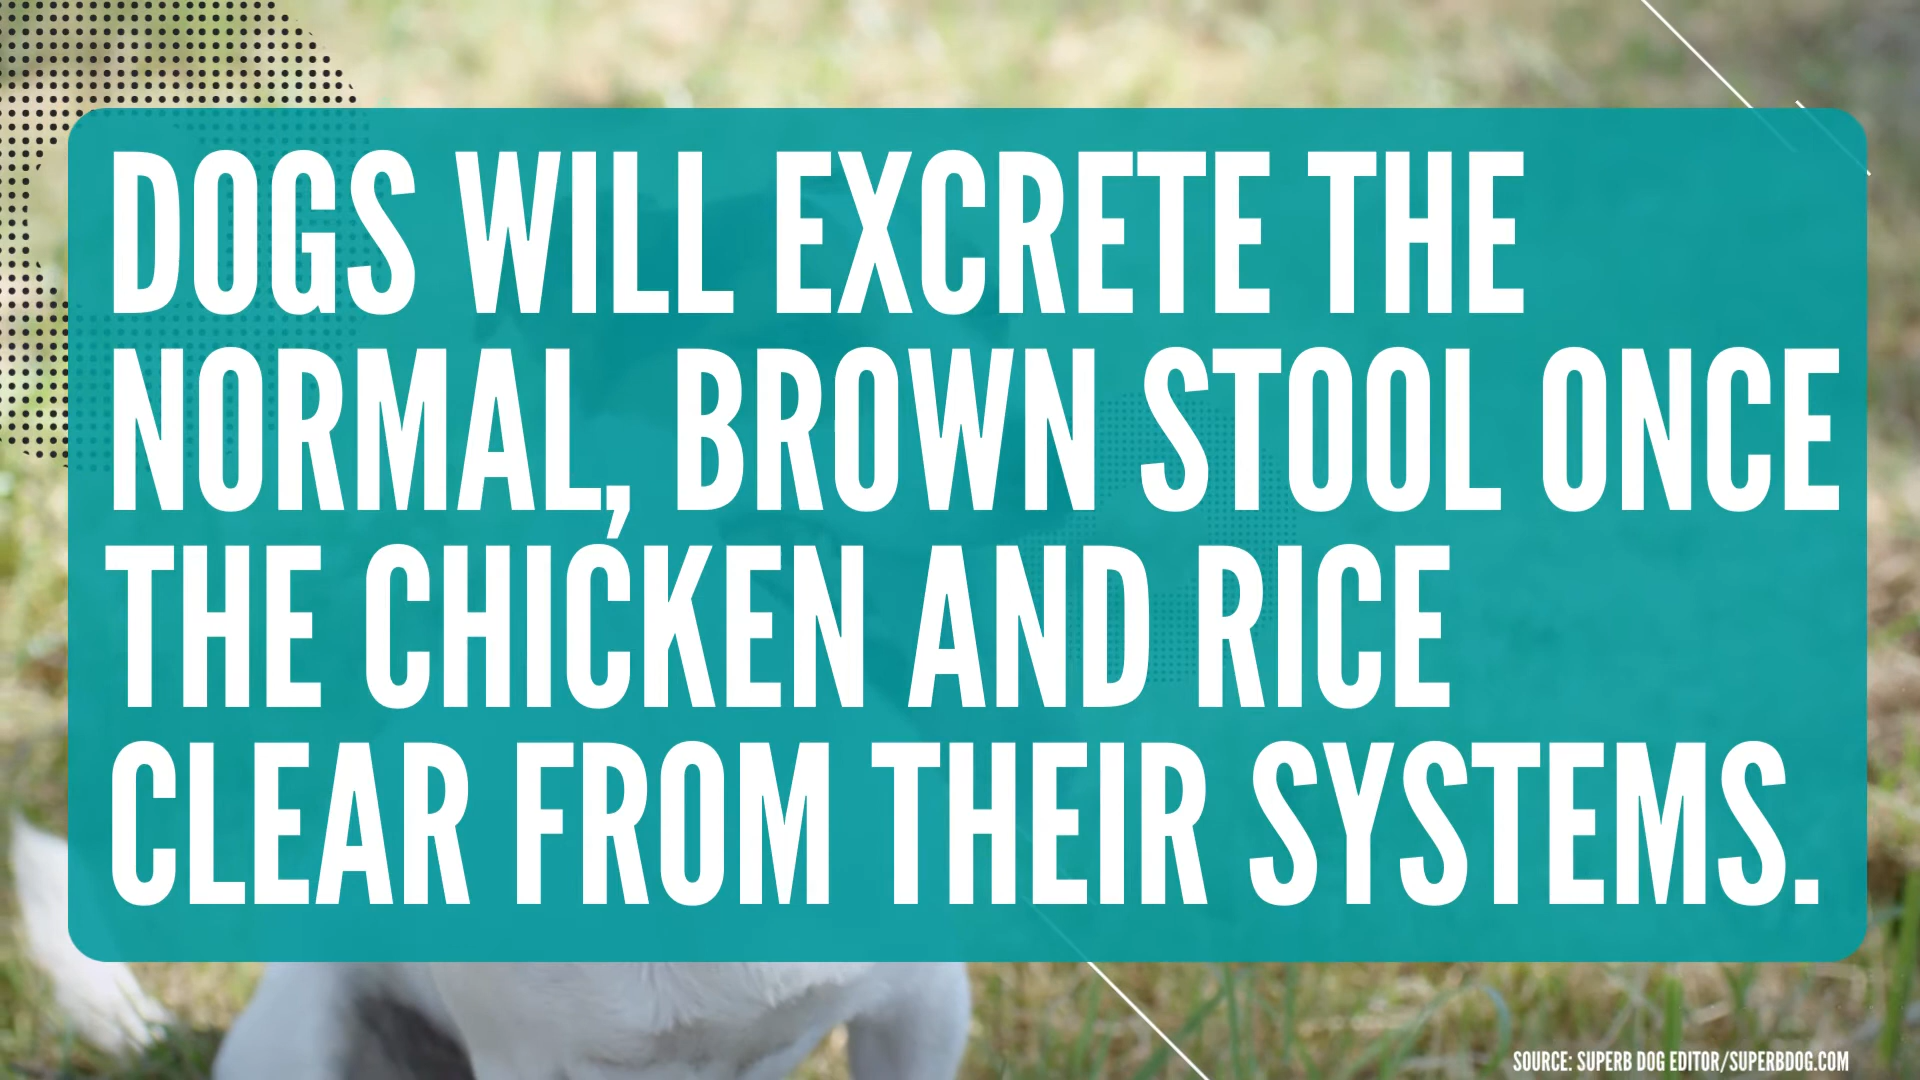 DOGS WILL EXCRETE THE
NORMAL, BROWN STOOL ONCE
THE CHICKEN AND RICE
CLEAR FROM THEIR SYSTEMS.
SOURCE: SUPERB DOG EDITOR/SUPERBDOG.COM